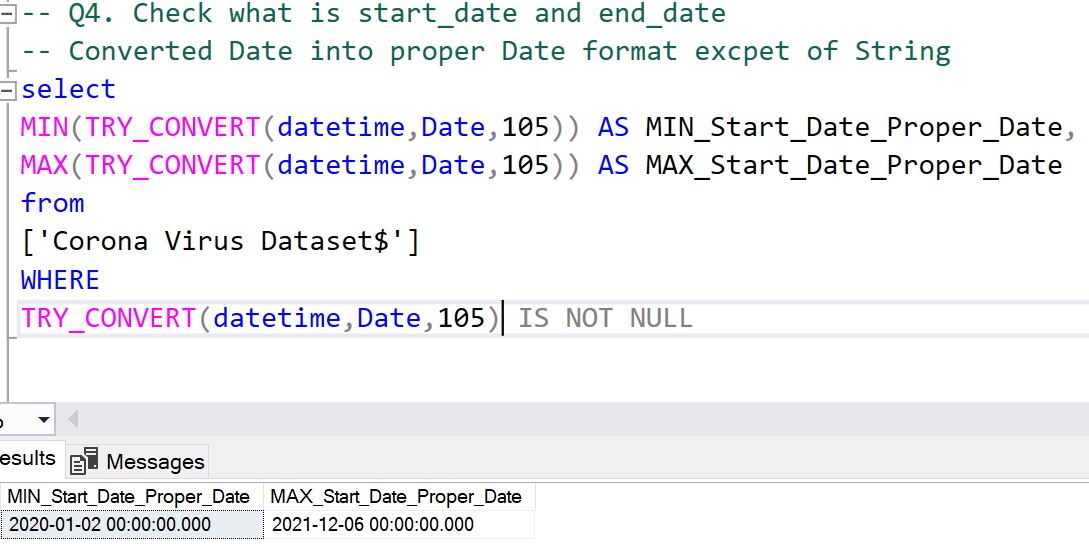 -- Q4. Check what is start_date and end_date
-- Converted Date into proper Date format excpet of String
select
MIN(TRY_CONVERT(datetime,Date,105)) AS MIN_Start_Date_Proper_Date,
MAX(TRY_CONVERT(datetime,Date,105)) AS MAX_Start_Date_Proper_Date
from
['Corona Virus Dataset$']
WHERE
TRY_CONVERT(datetime,Date,105) IS NOT NULL
esults Messages
MIN_Start_Date_Proper_Date MAX_Start_Date_Proper_Date
2020-01-02 00:00:00.000 2021-12-06 00:00:00.000